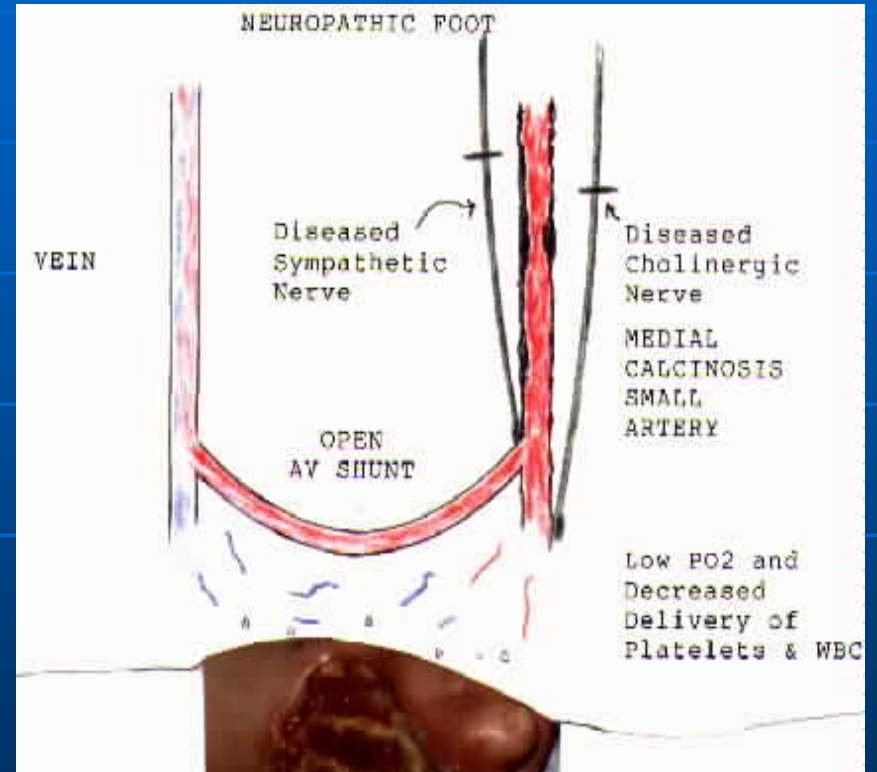 NEUROPATHIC FOOT
VEIN
Diseased
Sympathetic
Nerve
Diseased
Cholinergic
Nerve
MEDIAL
CALCINOSIS
SMALL
ARTERY
OPEN
AV SHUNT
Low PO2 and
Decreased
Delivery of
Platelets & WBC